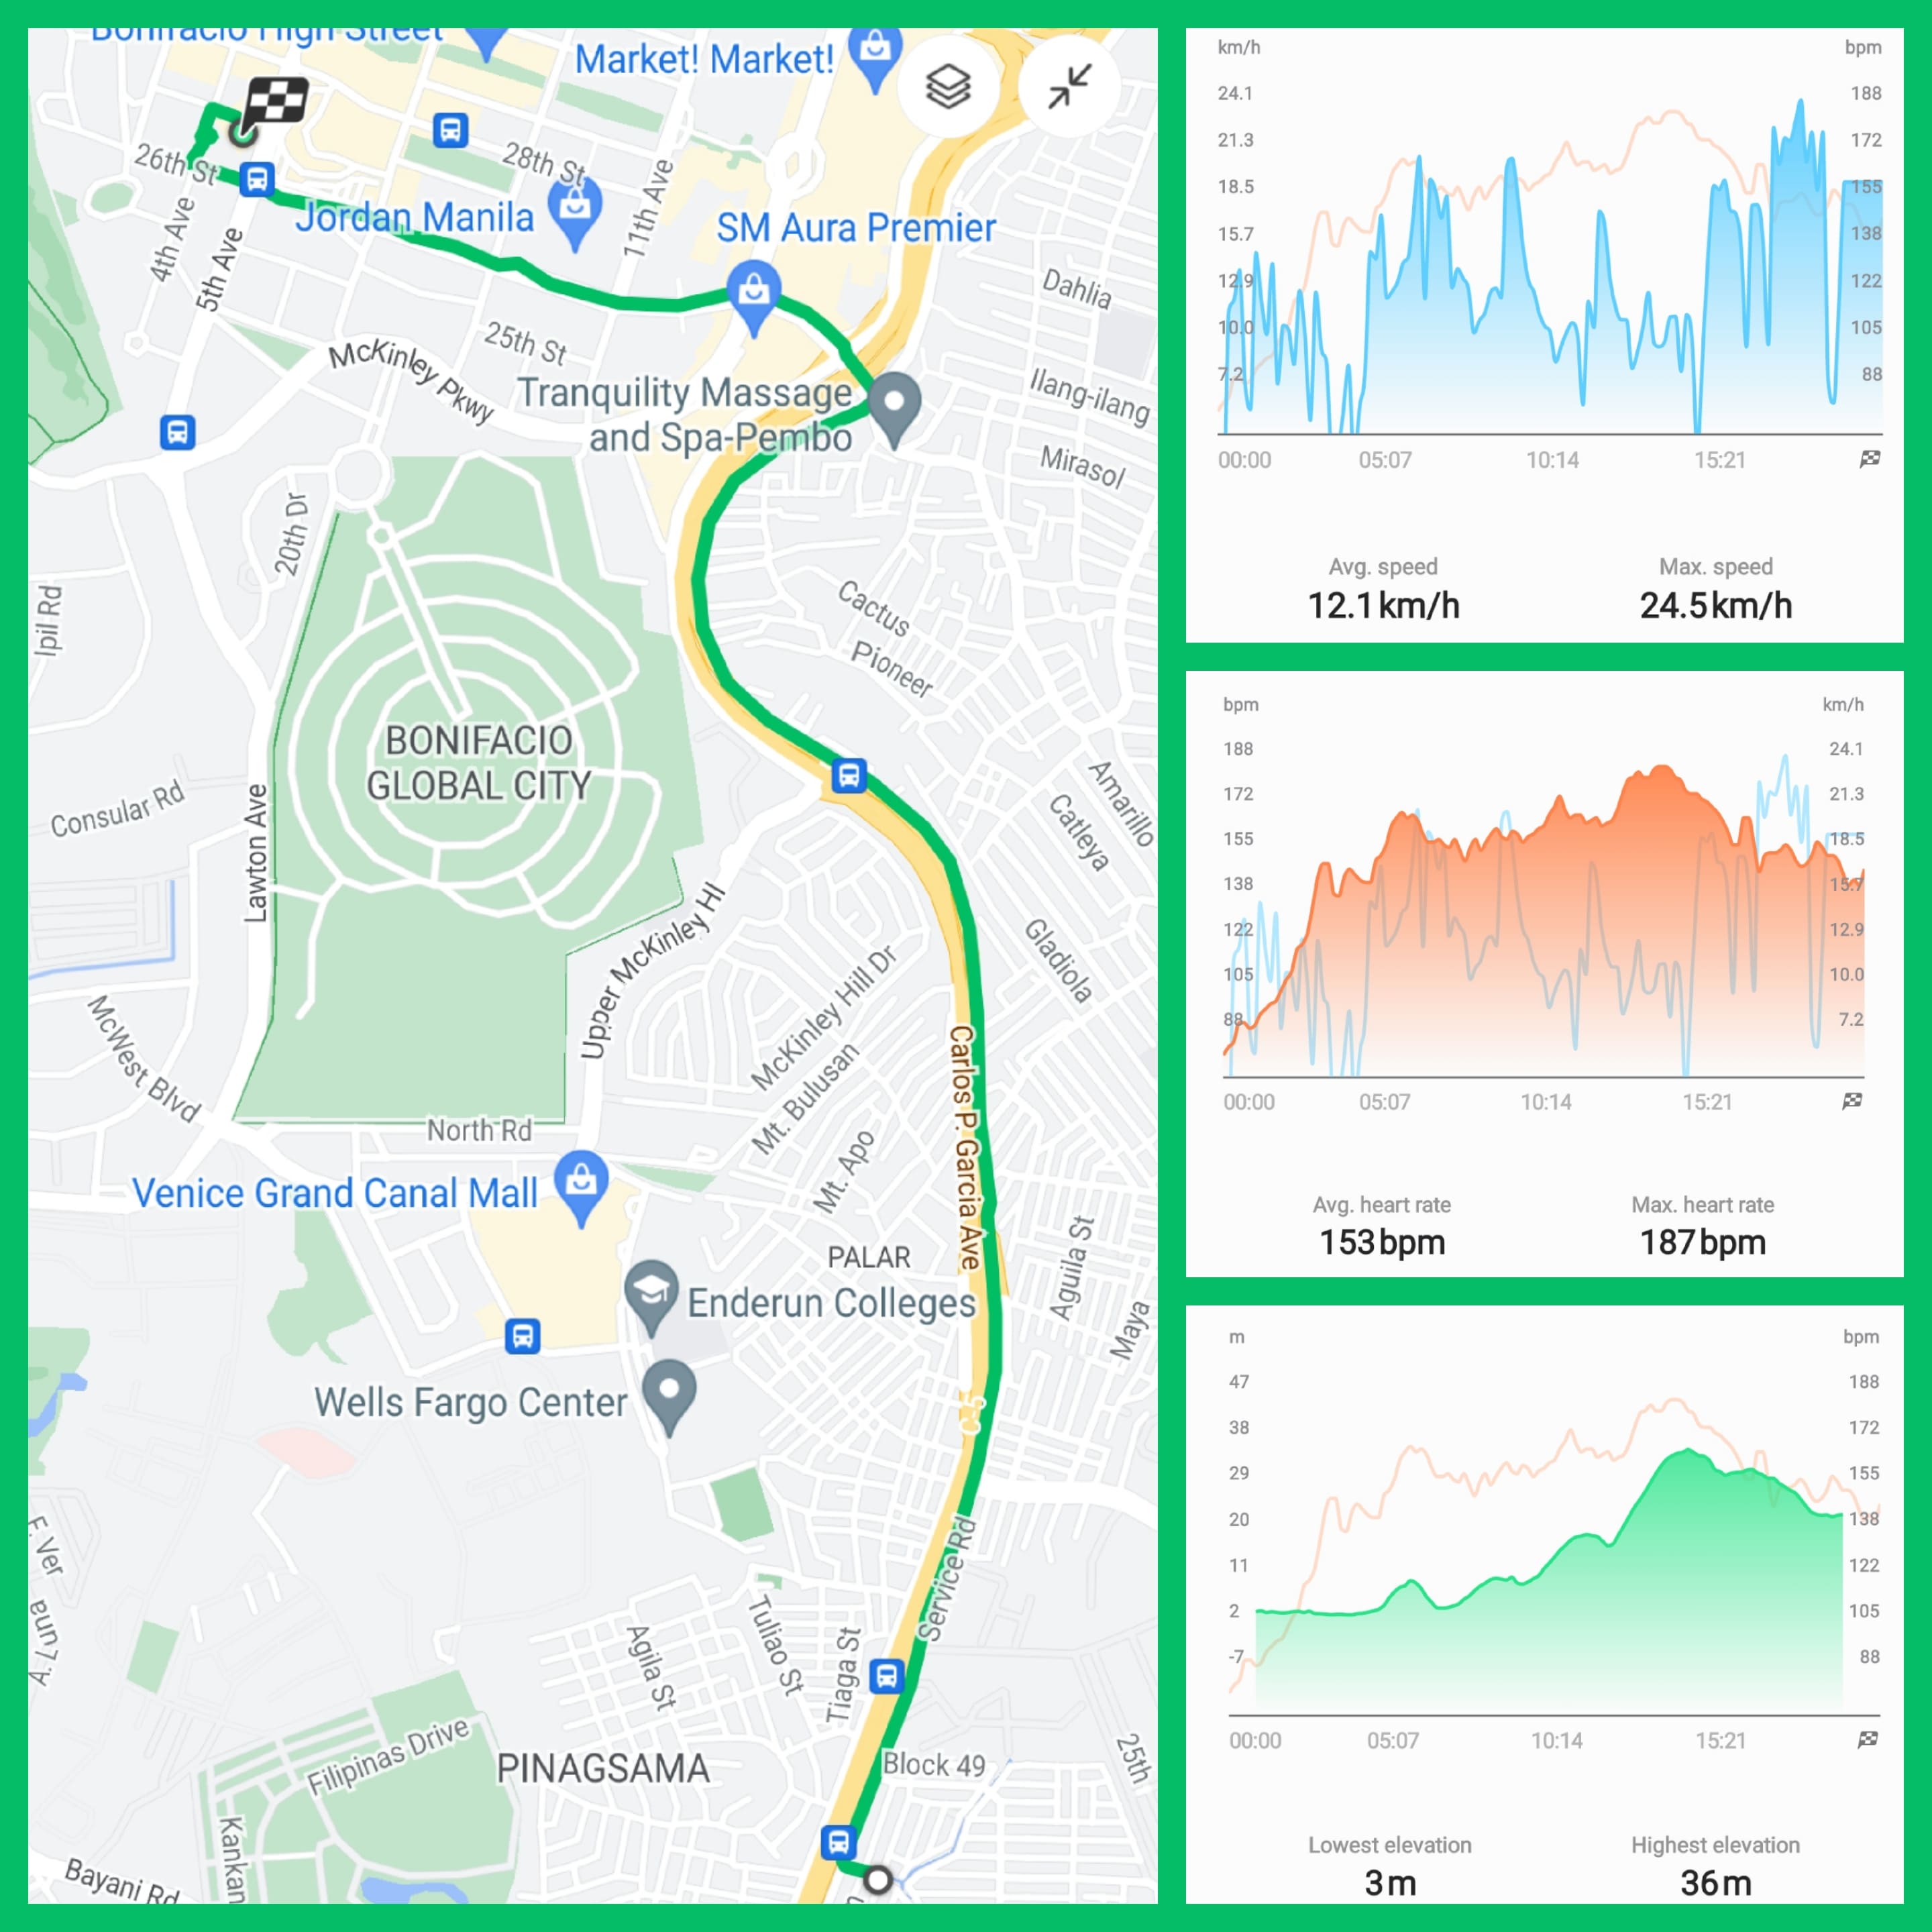 Bonifacio High Street
Market! Market!
26th St
28th St
Jordan Manila
11th Ave
SM Aura Premier
4th Ave
5th Ave
Dahlia
25th St
McKinley Pkwy
Tranquility Massage
and Spa-Pembo
Ilang-ilang
Mirasol
20th Dr
Ipil Rd
Cactus
Pioneer
BONIFACIO
GLOBAL CITY
Consular Rd
Lawton Ave
Amarillo
Catleya
Upper McKinley Hl
Gladiola
McKinley Hill Dr
McWest Blvd
Mt. Bulusan
Carlos P. Garcia Ave
North Rd
Mt. Apo
Venice Grand Canal Mall
PALAR
Aguila St
Enderun Colleges
Maya
Wells Fargo Center
F. Ver
Service Rd
A. Luna
Agila St
Tuliao St
Tiaga St
Filipinas Drive
PINAGSAMA
Block 49
25th
Kankan
Bayani Rd
km/h
bpm
24.1
188
21.3
172
18.5
155
15.7
138
12.9
122
10.0
105
7.2
88
00:00
05:07
10:14
15:21
Avg. speed
Max. speed
12.1 km/h
24.5 km/h
bpm
km/h
188
24.1
172
21.3
155
18.5
138
15.7
122
12.9
105
10.0
88
7.2
00:00
05:07
10:14
15:21
Avg. heart rate
Max. heart rate
153 bpm
187 bpm
m
bpm
47
188
38
172
29
155
20
138
11
122
2
105
-7
88
00:00
05:07
10:14
15:21
Lowest elevation
Highest elevation
3 m
36 m